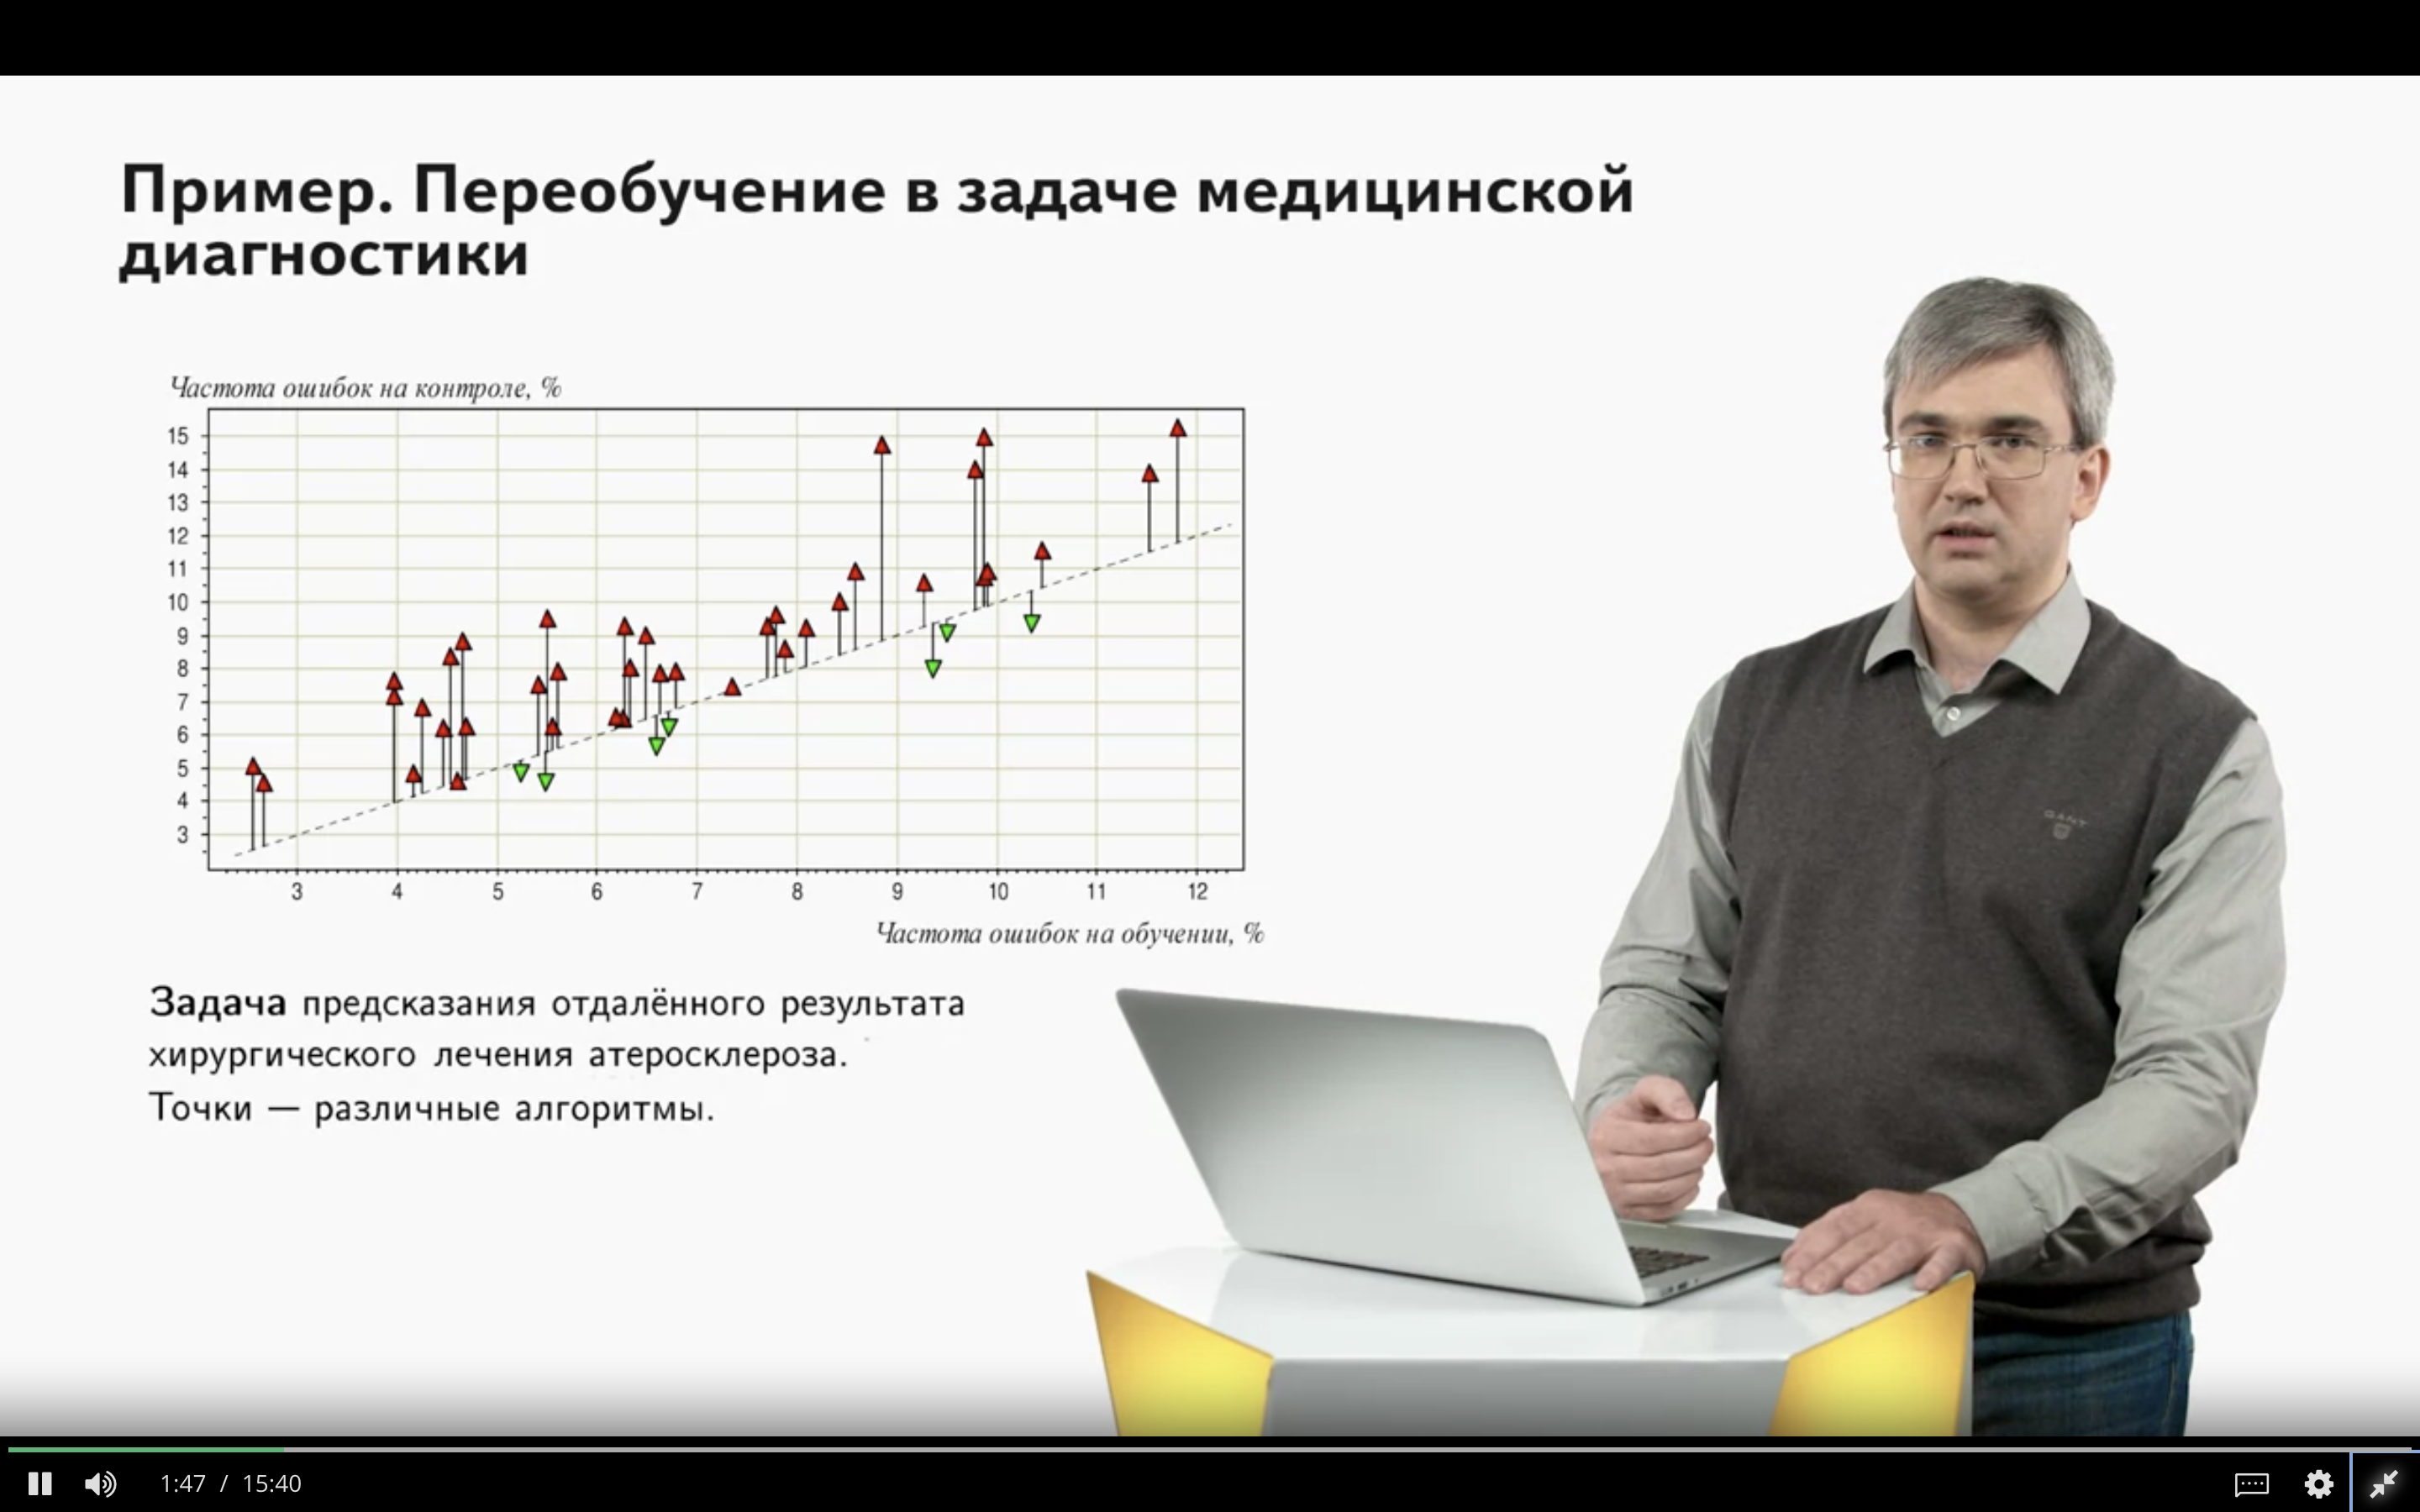 Пример. Переобучение в задаче медицинской
диагностики
Частота ошибок на контроле, %
15
14
13
12
11
10
9
8
7
6
5
4
3
3 4 5 6 7 8 9 10 11 12
Частота ошибок на обучении, %
Задача предсказания отдалённого результата
хирургического лечения атеросклероза.
Точки — различные алгоритмы.
GANT
1:47 / 15:40